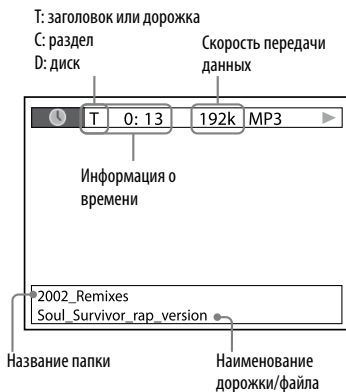 T: заголовок или дорожка
C: раздел
D: диск
Скорость передачи
данных
T 0: 13 192k MP3
Информация о
времени
2002_Remixes
Soul_Survivor_rap_version
Название папки
Наименование
дорожки/файла